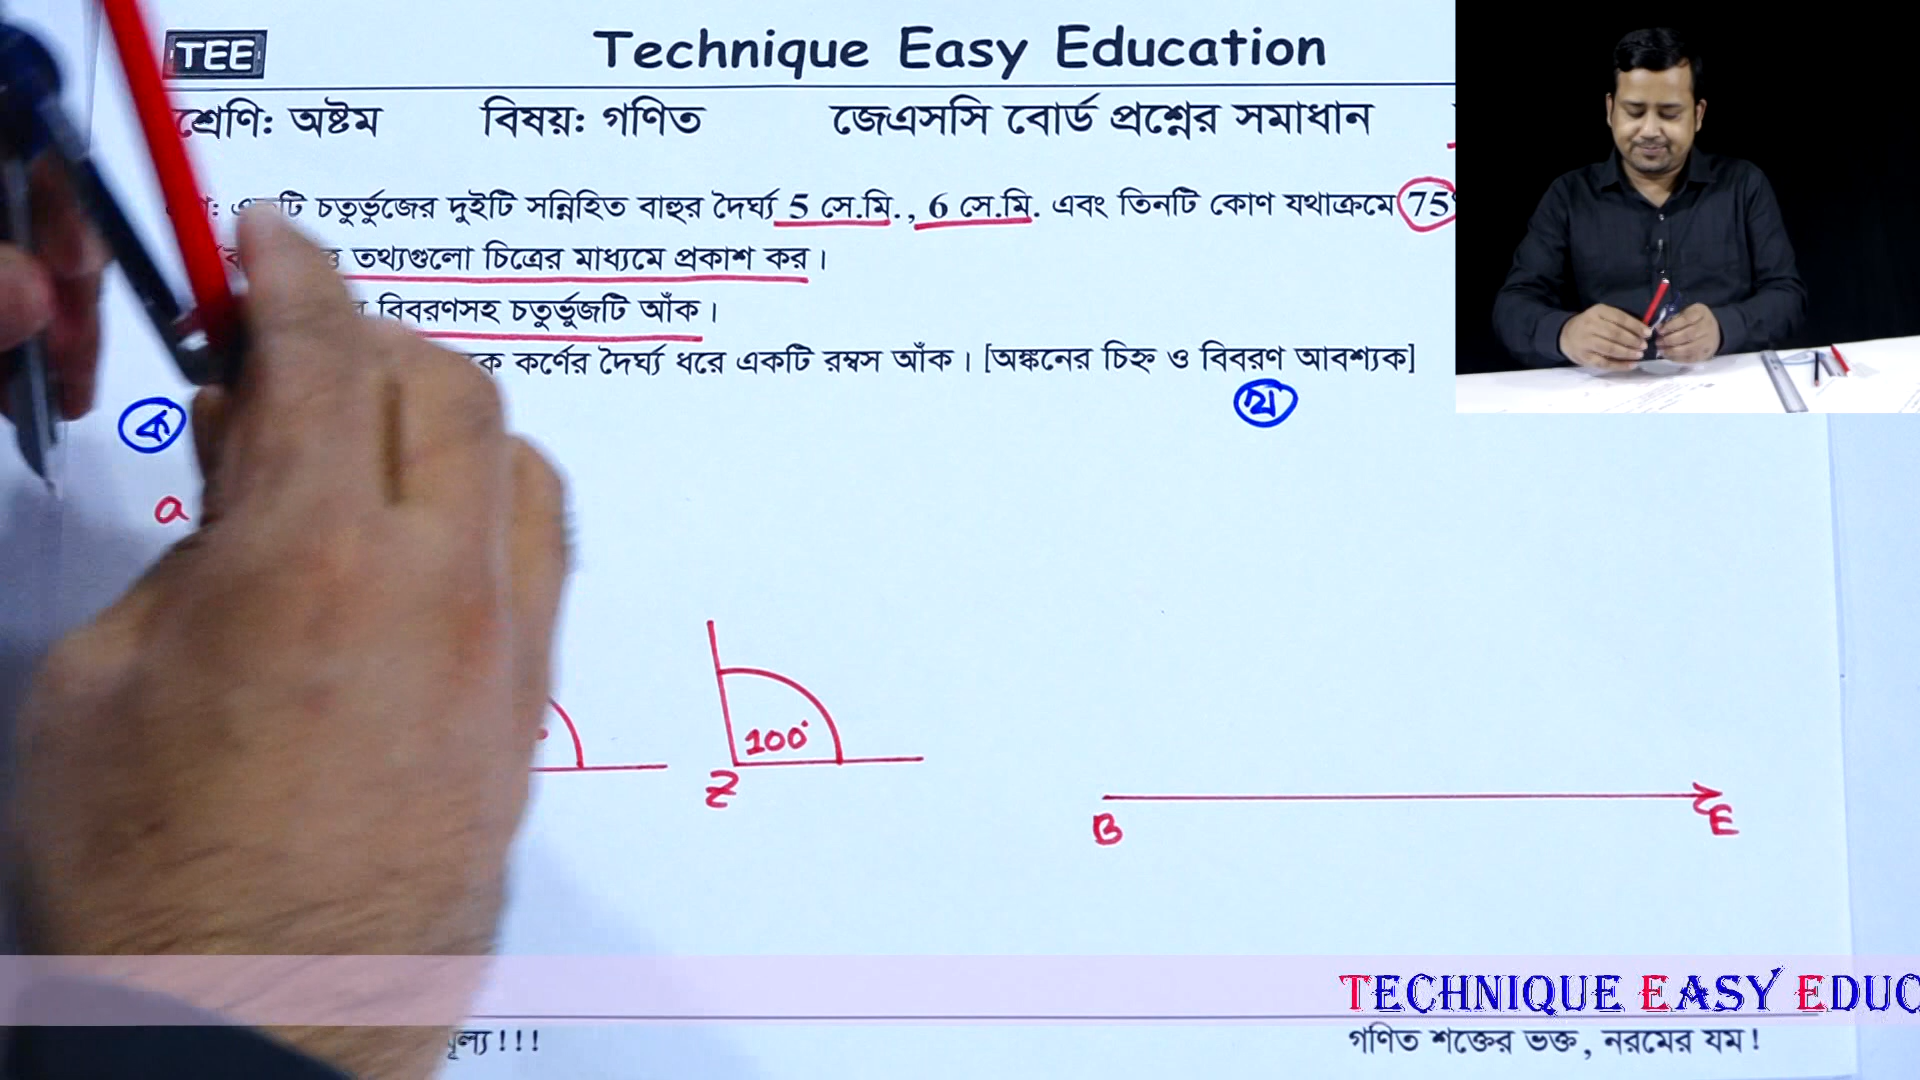 TEE Technique Easy Education
শ্রেণি: অষ্টম বিষয়: গণিত জেএসসি বোর্ড প্রশ্নের সমাধান
চতুর্ভুজের দুইটি সন্নিহিত বাহুর দৈর্ঘ্য 5 সে.মি., 6 সে.মি. এবং তিনটি কোণ যথাক্রমে 75°
তথ্যগুলো চিত্রের মাধ্যমে প্রকাশ কর।
বিবরণসহ চতুর্ভুজটি আঁক।
কর্ণের দৈর্ঘ্য ধরে একটি রম্বস আঁক। [অঙ্কনের চিহ্ন ও বিবরণ আবশ্যক]
ক
খ
a
100°
Z
B E
TECHNIQUE EASY EDUC
গণিত শক্তের ভক্ত, নরমের যম!